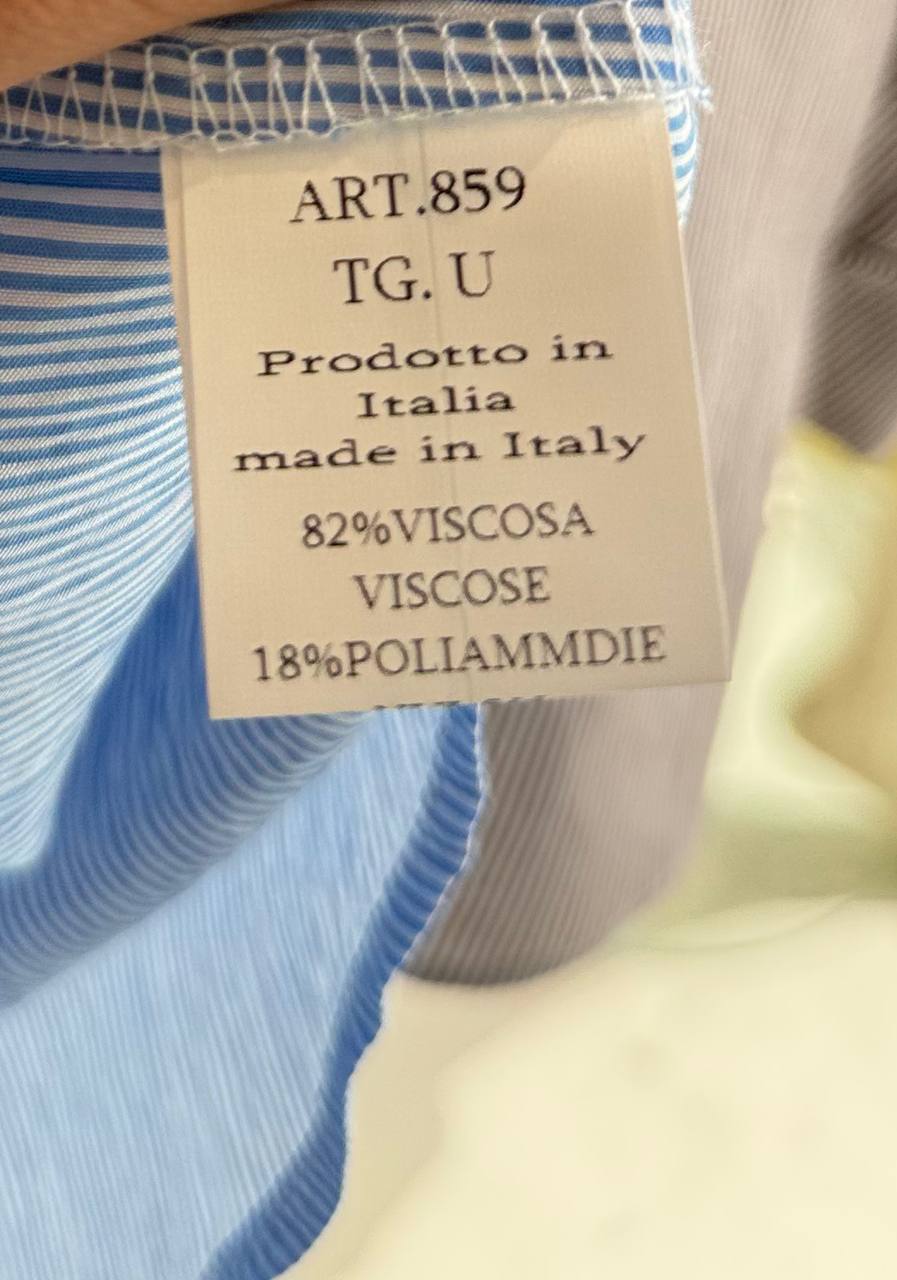 ART.859
TG. U
Prodotto in
Italia
made in Italy
82%VISCOSA
VISCOSE
18%POLIAMMDIE